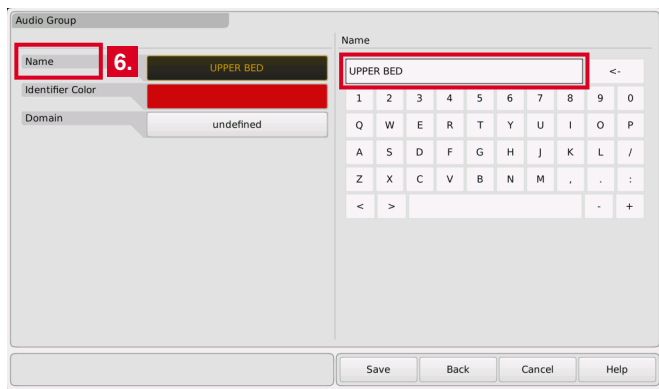 Audio Group
Name
Name
6.
UPPER BED
UPPER BED
<-
Identifier Color
1 2 3 4 5 6 7 8 9 0
Domain
undefined
Q W E R T Y U I O P
A S D F G H J K L /
Z X C V B N M , . :
< > - +
Save Back Cancel Help